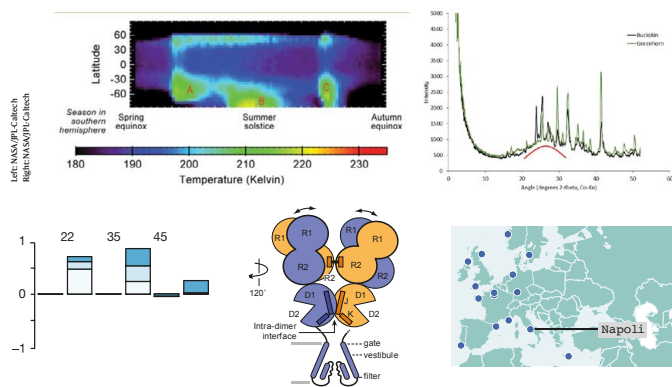 Left: NASA/JPL-Caltech
Right: NASA/JPL-Caltech
Latitude
60
30
0
-30
-60
A
B
C
Season in
southern
hemisphere
Spring
equinox
Summer
solstice
Autumn
equinox
180
190
200
210
220
230
Temperature (Kelvin)
5000
4500
4000
3500
3000
2500
2000
1500
1000
500
0
Intensity
Buckskin
Greenhorn
0
10
20
30
40
50
60
Angle (degrees 2-theta, Co-Kα)
22
35
45
1
0
−1
R1
R1
R1
R1
R2
R2
R2
R2
120°
D1
D1
D2
D2
J
K
Intra-dimer
interface
gate
vestibule
filter
Napoli